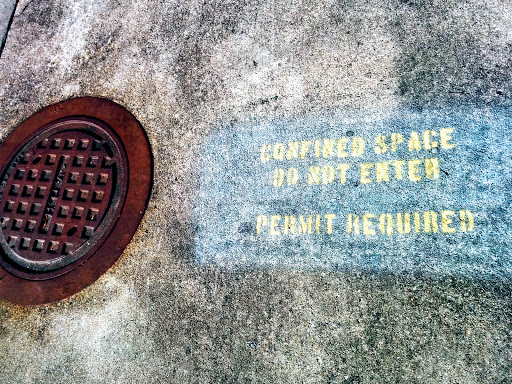 CONFINED SPACE
DO NOT ENTER
PERMIT REQUIRED